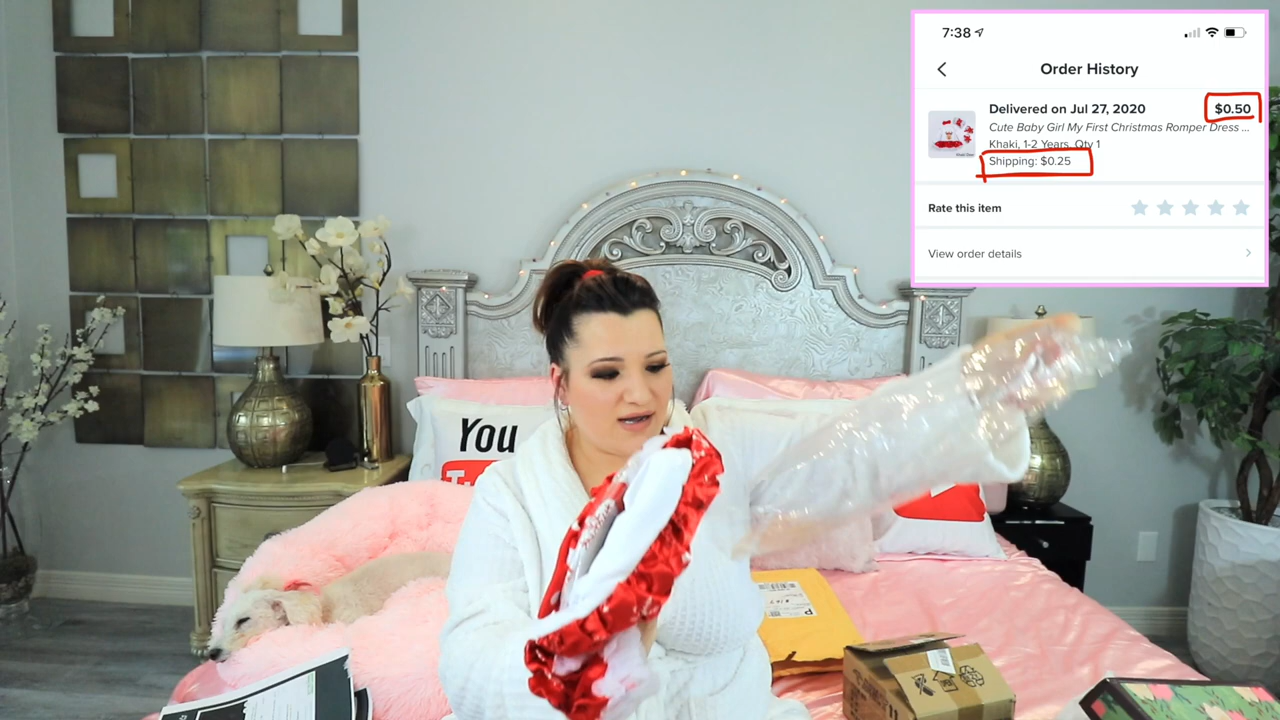 7:38
Order History
Delivered on Jul 27, 2020
$0.50
Cute Baby Girl My First Christmas Romper Dress ...
Khaki, 1-2 Years, Qty 1
Shipping: $0.25
Rate this item
View order details
You